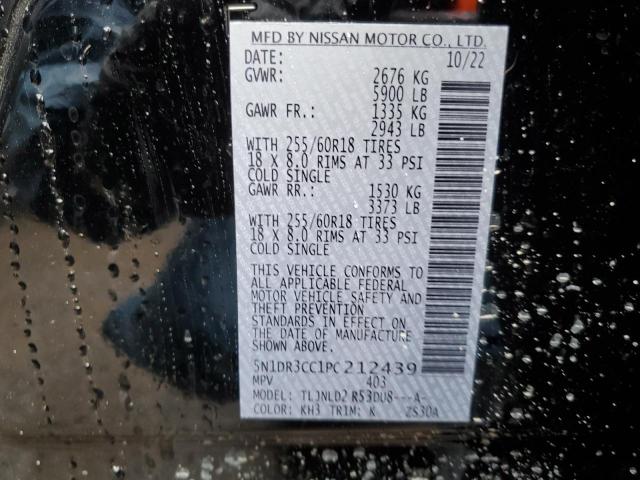 MFD BY NISSAN MOTOR CO., LTD.
DATE: 10/22
GVWR: 2676 KG
5900 LB
GAWR FR.: 1335 KG
2943 LB
WITH 255/60R18 TIRES
18 X 8.0 RIMS AT 33 PSI
COLD SINGLE
GAWR RR.: 1530 KG
3373 LB
WITH 255/60R18 TIRES
18 X 8.0 RIMS AT 33 PSI
COLD SINGLE
THIS VEHICLE CONFORMS TO
ALL APPLICABLE FEDERAL
MOTOR VEHICLE SAFETY AND
THEFT PREVENTION
STANDARDS IN EFFECT ON
THE DATE OF MANUFACTURE
SHOWN ABOVE.
5N1DR3CC1PC212439
MPV 403
MODEL: R53DU8---A-
COLOR: KH3 TRIM: K ZS30A